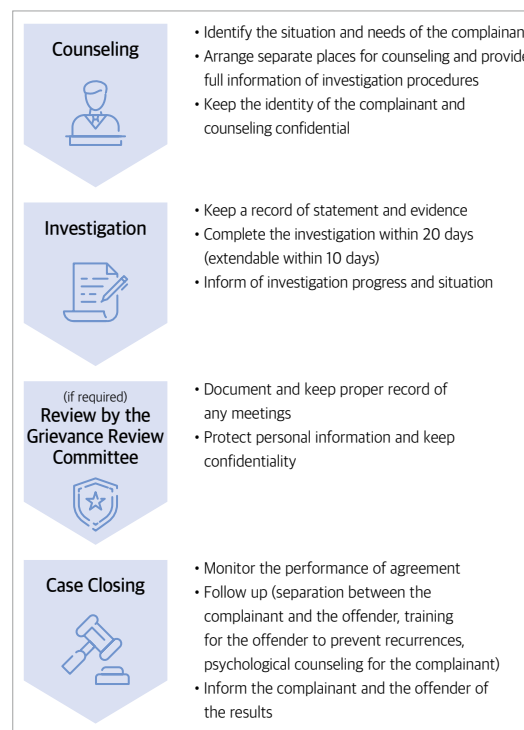 Counseling
• Identify the situation and needs of the complainan
• Arrange separate places for counseling and provide
full information of investigation procedures
• Keep the identity of the complainant and
counseling confidential
Investigation
• Keep a record of statement and evidence
• Complete the investigation within 20 days
(extendable within 10 days)
• Inform of investigation progress and situation
(if required)
Review by the
Grievance Review
Committee
• Document and keep proper record of
any meetings
• Protect personal information and keep
confidentiality
Case Closing
• Monitor the performance of agreement
• Follow up (separation between the
complainant and the offender, training
for the offender to prevent recurrences,
psychological counseling for the complainant)
• Inform the complainant and the offender of
the results